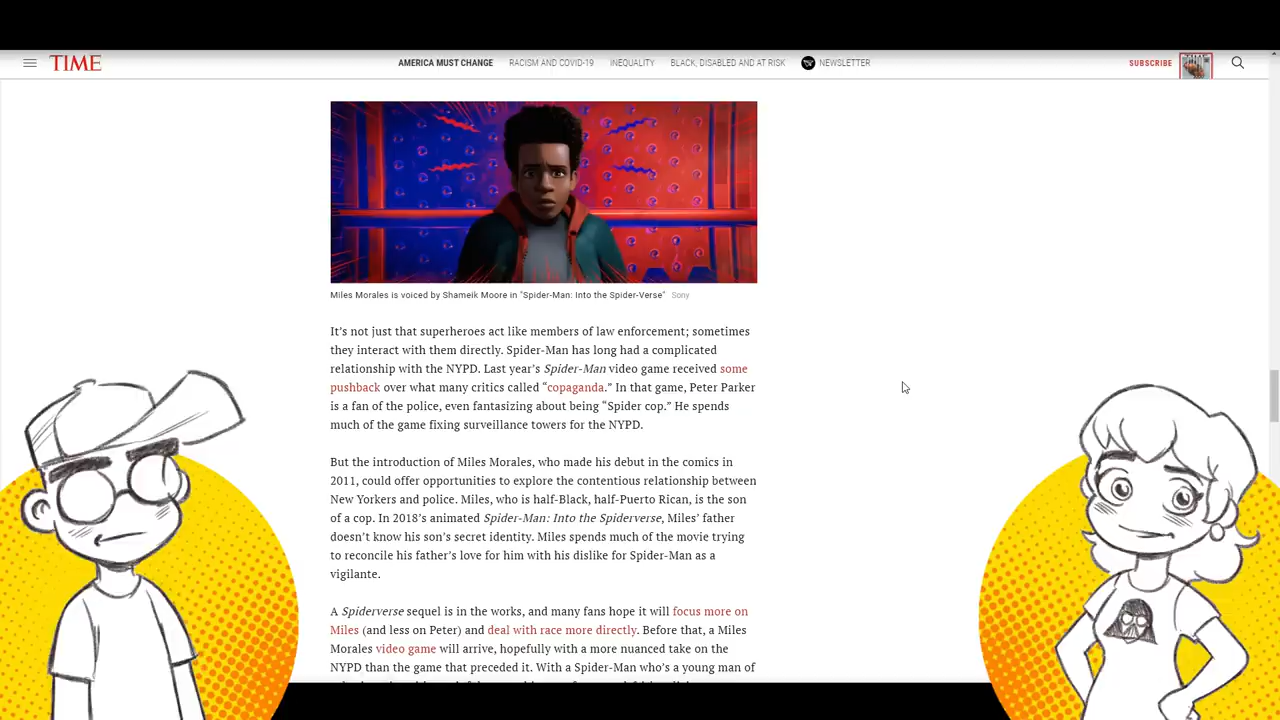 TIME
AMERICA MUST CHANGE RACISM AND COVID-19 INEQUALITY BLACK, DISABLED AND AT RISK NEWSLETTER
SUBSCRIBE
Miles Morales is voiced by Shameik Moore in "Spider-Man: Into the Spider-Verse" Sony
It's not just that superheroes act like members of law enforcement; sometimes
they interact with them directly. Spider-Man has long had a complicated
relationship with the NYPD. Last year's Spider-Man video game received some
pushback over what many critics called “copaganda.” In that game, Peter Parker
is a fan of the police, even fantasizing about being “Spider cop.” He spends
much of the game fixing surveillance towers for the NYPD.
But the introduction of Miles Morales, who made his debut in the comics in
2011, could offer opportunities to explore the contentious relationship between
New Yorkers and police. Miles, who is half-Black, half-Puerto Rican, is the son
of a cop. In 2018's animated Spider-Man: Into the Spiderverse, Miles' father
doesn't know his son's secret identity. Miles spends much of the movie trying
to reconcile his father's love for him with his dislike for Spider-Man as a
vigilante.
A Spiderverse sequel is in the works, and many fans hope it will focus more on
Miles (and less on Peter) and deal with race more directly. Before that, a Miles
Morales video game will arrive, hopefully with a more nuanced take on the
NYPD than the game that preceded it. With a Spider-Man who's a young man of